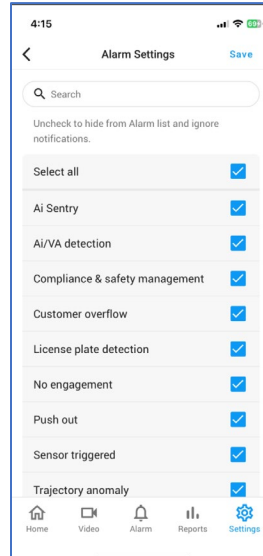 4:15
69
Alarm Settings
Save
Search
Uncheck to hide from Alarm list and ignore
notifications.
Select all
Ai Sentry
Ai/VA detection
Compliance & safety management
Customer overflow
License plate detection
No engagement
Push out
Sensor triggered
Trajectory anomaly
Home Video Alarm Reports Settings